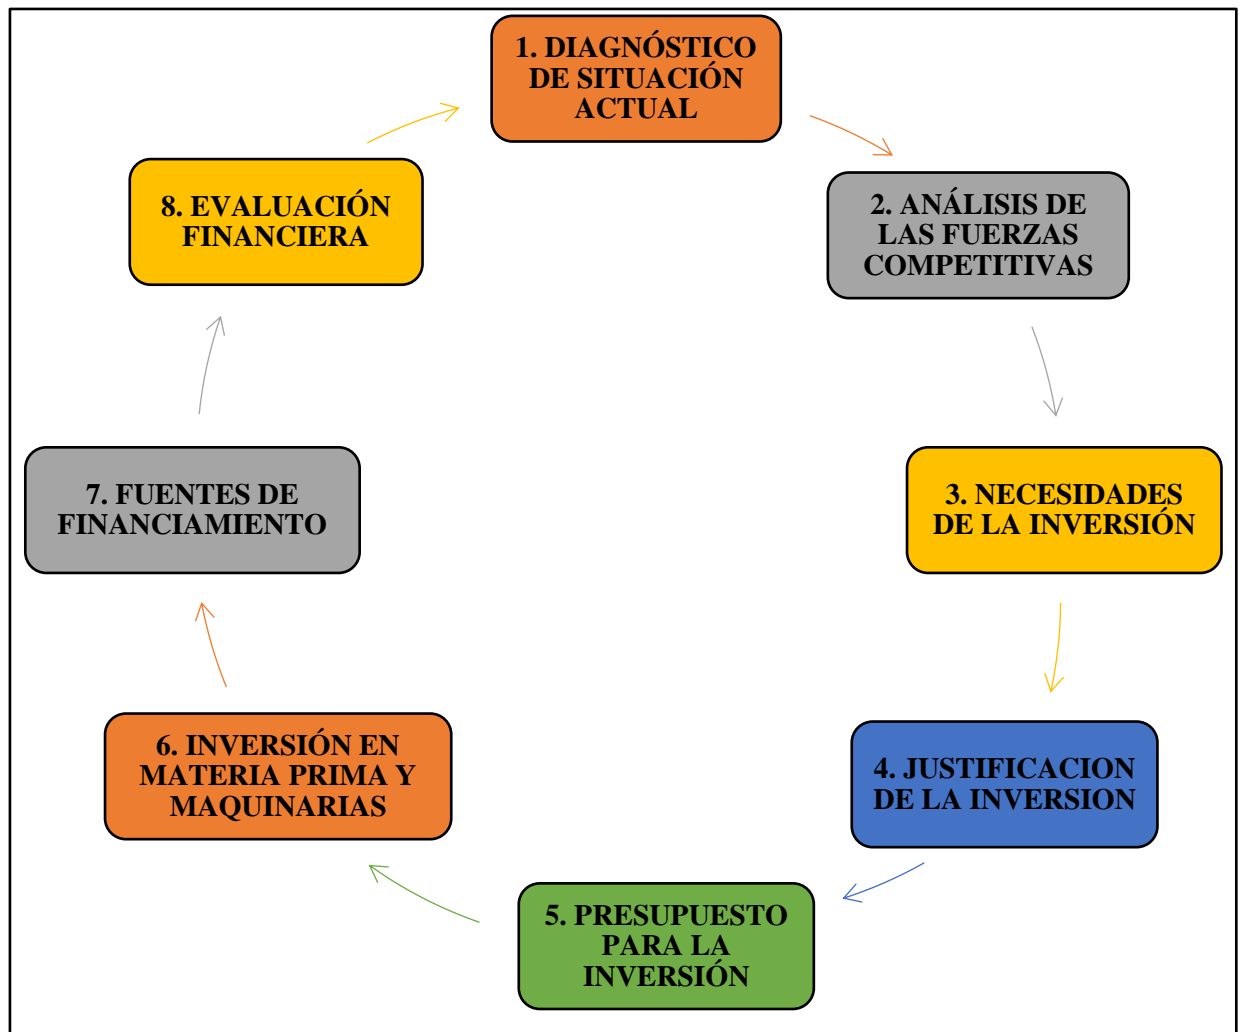 1. DIAGNÓSTICO
DE SITUACIÓN
ACTUAL
2. ANÁLISIS DE
LAS FUERZAS
COMPETITIVAS
3. NECESIDADES
DE LA INVERSIÓN
4. JUSTIFICACION
DE LA INVERSION
5. PRESUPUESTO
PARA LA
INVERSIÓN
6. INVERSIÓN EN
MATERIA PRIMA Y
MAQUINARIAS
7. FUENTES DE
FINANCIAMIENTO
8. EVALUACIÓN
FINANCIERA